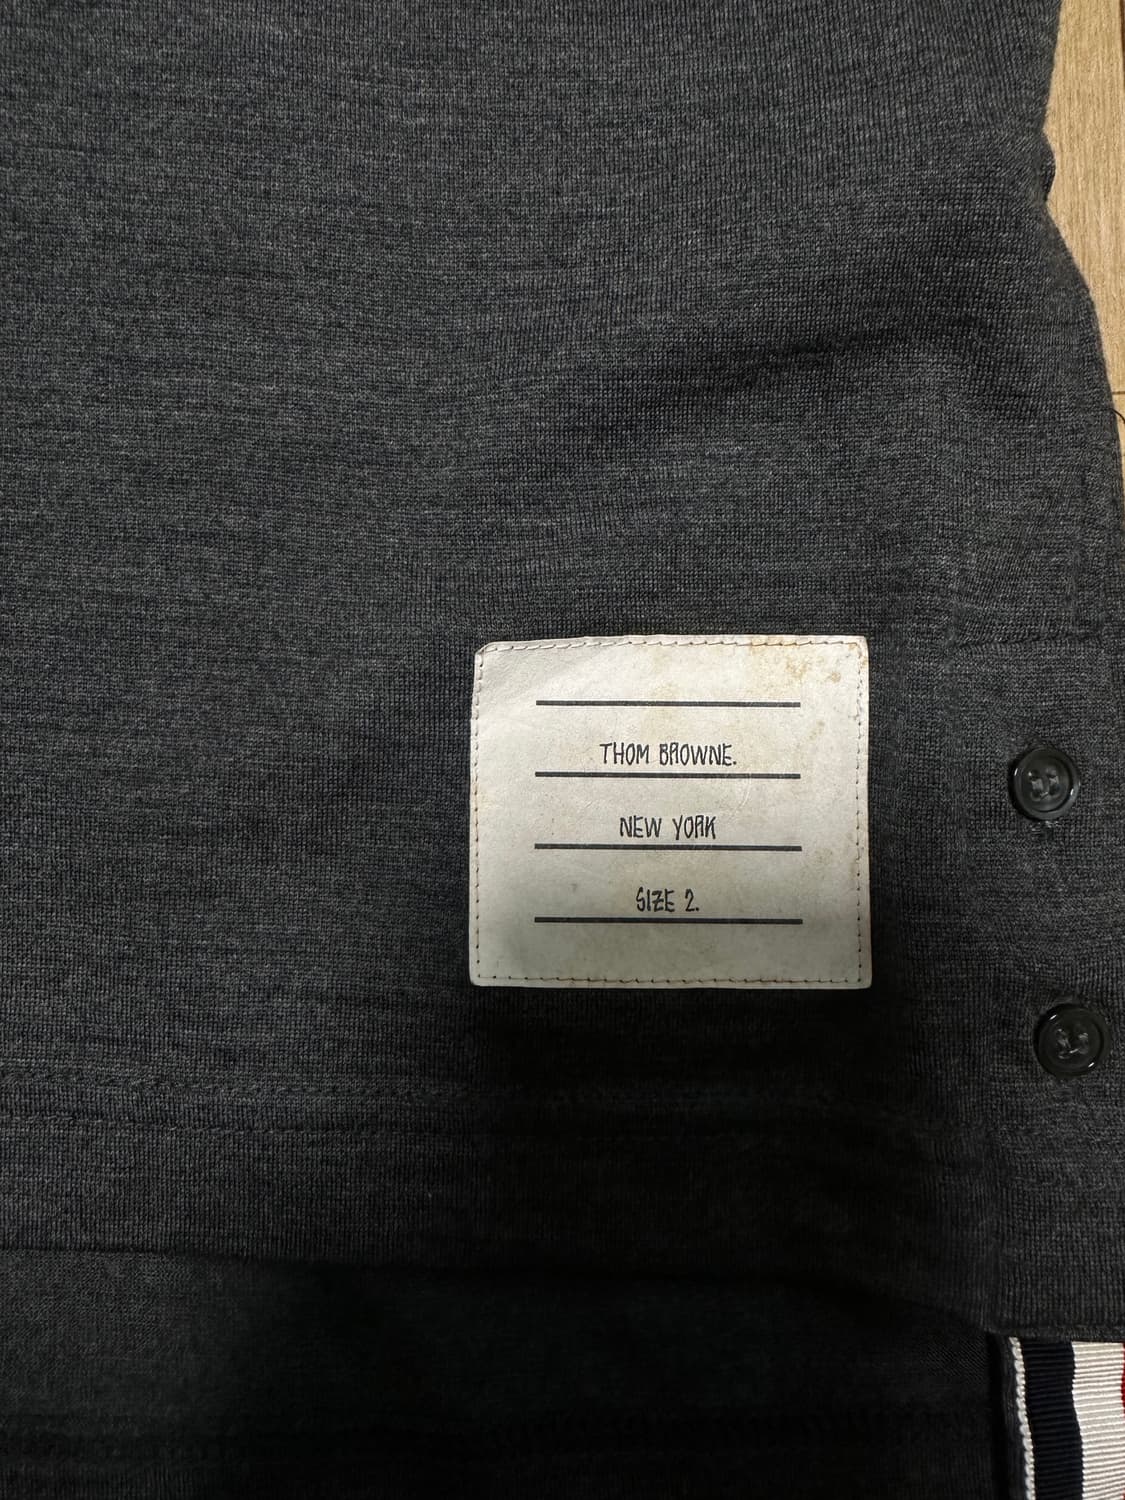 THOM BROWNE.
NEW YORK
SIZE 2.